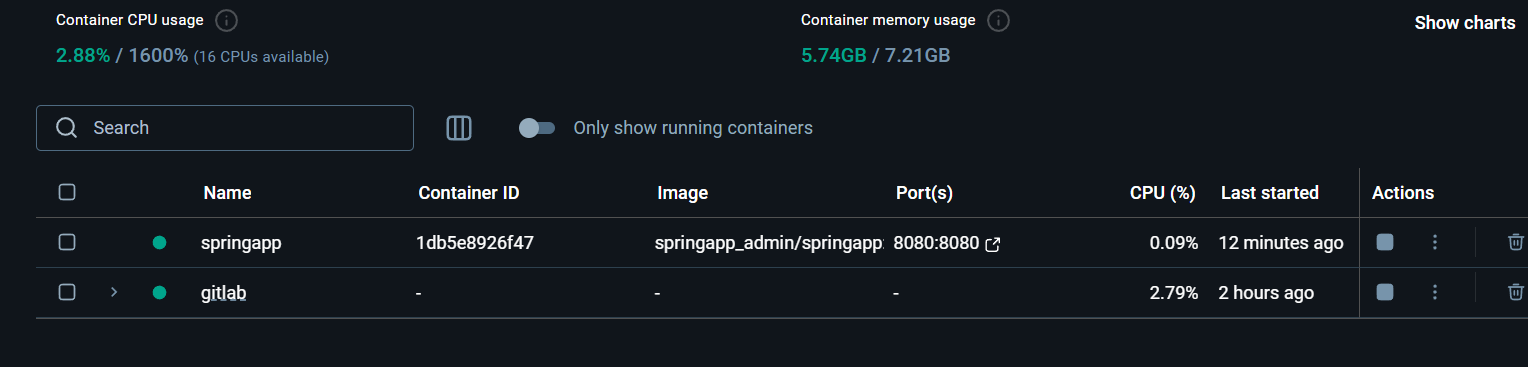 Container CPU usage
2.88% / 1600% (16 CPUs available)
Container memory usage
5.74GB / 7.21GB
Show charts
Search
Only show running containers
Name Container ID Image Port(s) CPU (%) Last started Actions
springapp 1db5e8926f47 springapp_admin/springapp: 8080:8080 0.09% 12 minutes ago
gitlab - - - 2.79% 2 hours ago